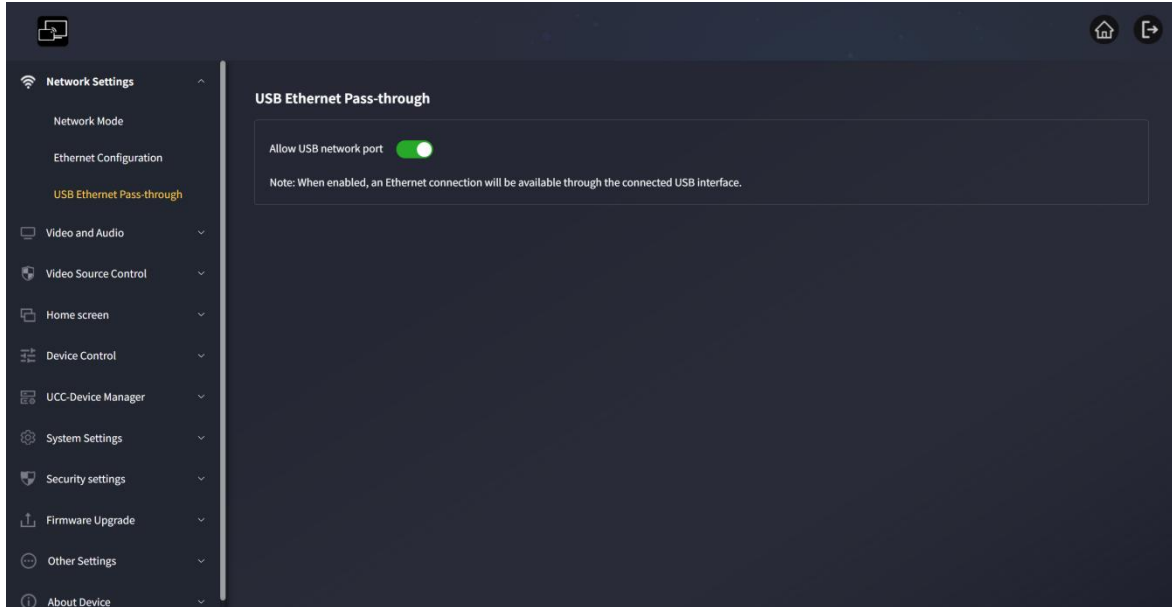 Network Settings
Network Mode
Ethernet Configuration
USB Ethernet Pass-through
Video and Audio
Video Source Control
Home screen
Device Control
UCC-Device Manager
System Settings
Security settings
Firmware Upgrade
Other Settings
About Device
USB Ethernet Pass-through
Allow USB network port
Note: When enabled, an Ethernet connection will be available through the connected USB interface.